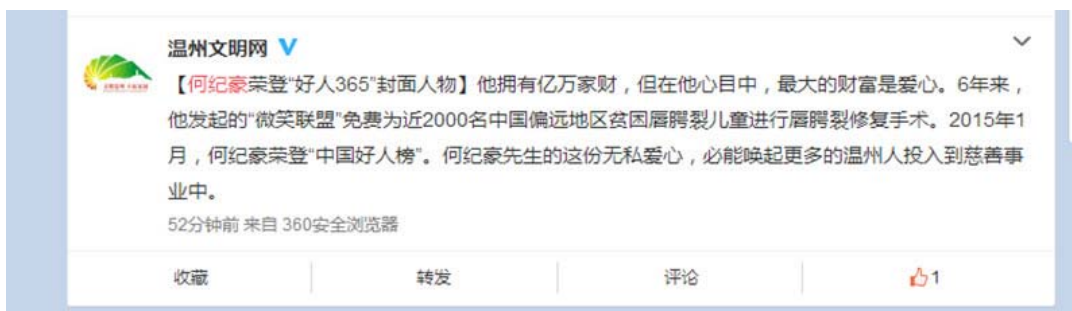 温州文明网
【何纪豪荣登“好人365”封面人物】他拥有亿万家财，但在他心目中，最大的财富是爱心。6年来，
他发起的“微笑联盟”免费为近2000名中国偏远地区贫困唇腭裂儿童进行唇腭裂修复手术。2015年1
月，何纪豪荣登“中国好人榜”。何纪豪先生的这份无私爱心，必能唤起更多的温州人投入到慈善事
业中。
52分钟前 来自 360安全浏览器
收藏 转发 评论 1